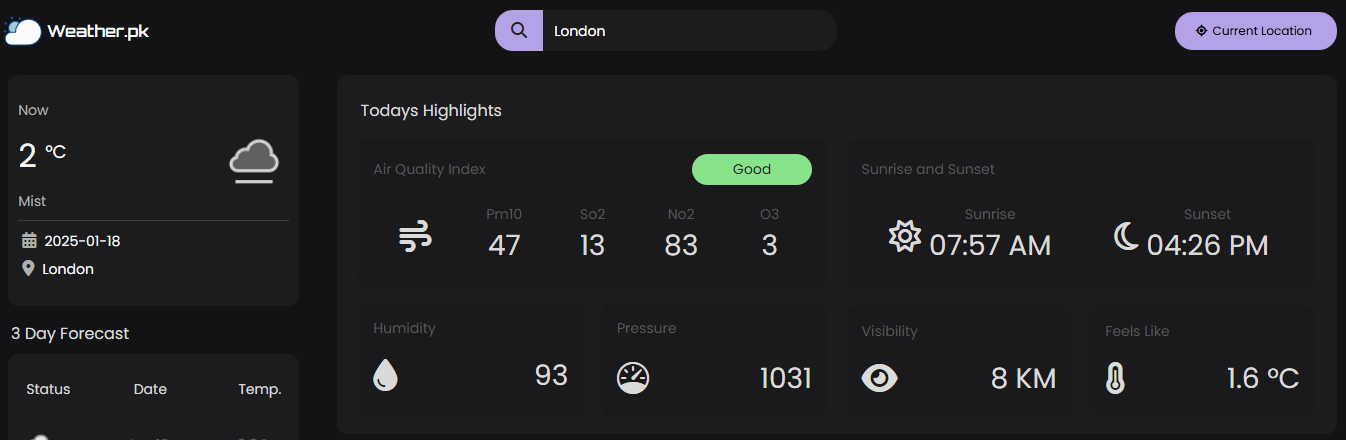 Weather.pk
London
Current Location
Now
2 °C
Mist
2025-01-18
London
3 Day Forecast
Status Date Temp.
Todays Highlights
Air Quality Index
Good
Pm10 So2 No2 O3
47 13 83 3
Sunrise and Sunset
Sunrise Sunset
07:57 AM 04:26 PM
Humidity
93
Pressure
1031
Visibility
8 KM
Feels Like
1.6 °C